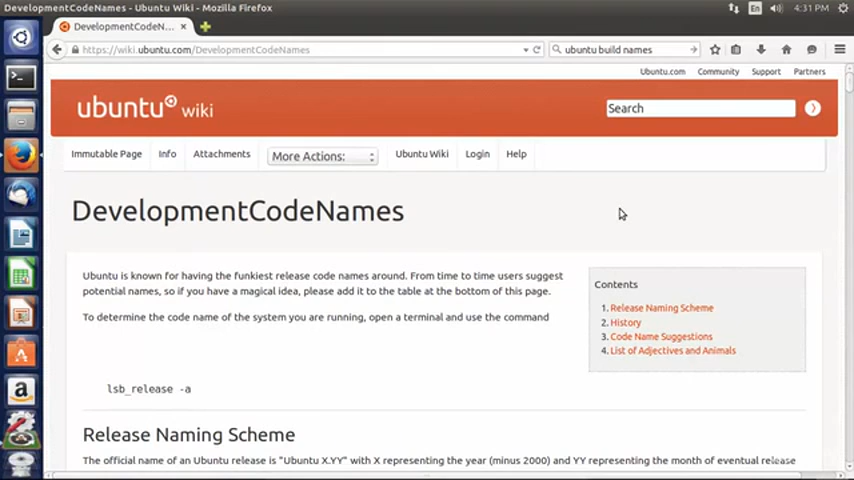 DevelopmentCodeNames - Ubuntu Wiki - Mozilla Firefox
En
4:31 PM
DevelopmentCodeN...
https://wiki.ubuntu.com/DevelopmentCodeNames
ubuntu build names
Ubuntu.com Community Support Partners
ubuntu wiki
Search
Immutable Page Info Attachments More Actions: Ubuntu Wiki Login Help
DevelopmentCodeNames
Ubuntu is known for having the funkiest release code names around. From time to time users suggest
potential names, so if you have a magical idea, please add it to the table at the bottom of this page.
To determine the code name of the system you are running, open a terminal and use the command
lsb_release -a
Contents
1. Release Naming Scheme
2. History
3. Code Name Suggestions
4. List of Adjectives and Animals
Release Naming Scheme
The official name of an Ubuntu release is "Ubuntu X.YY" with X representing the year (minus 2000) and YY representing the month of eventual release